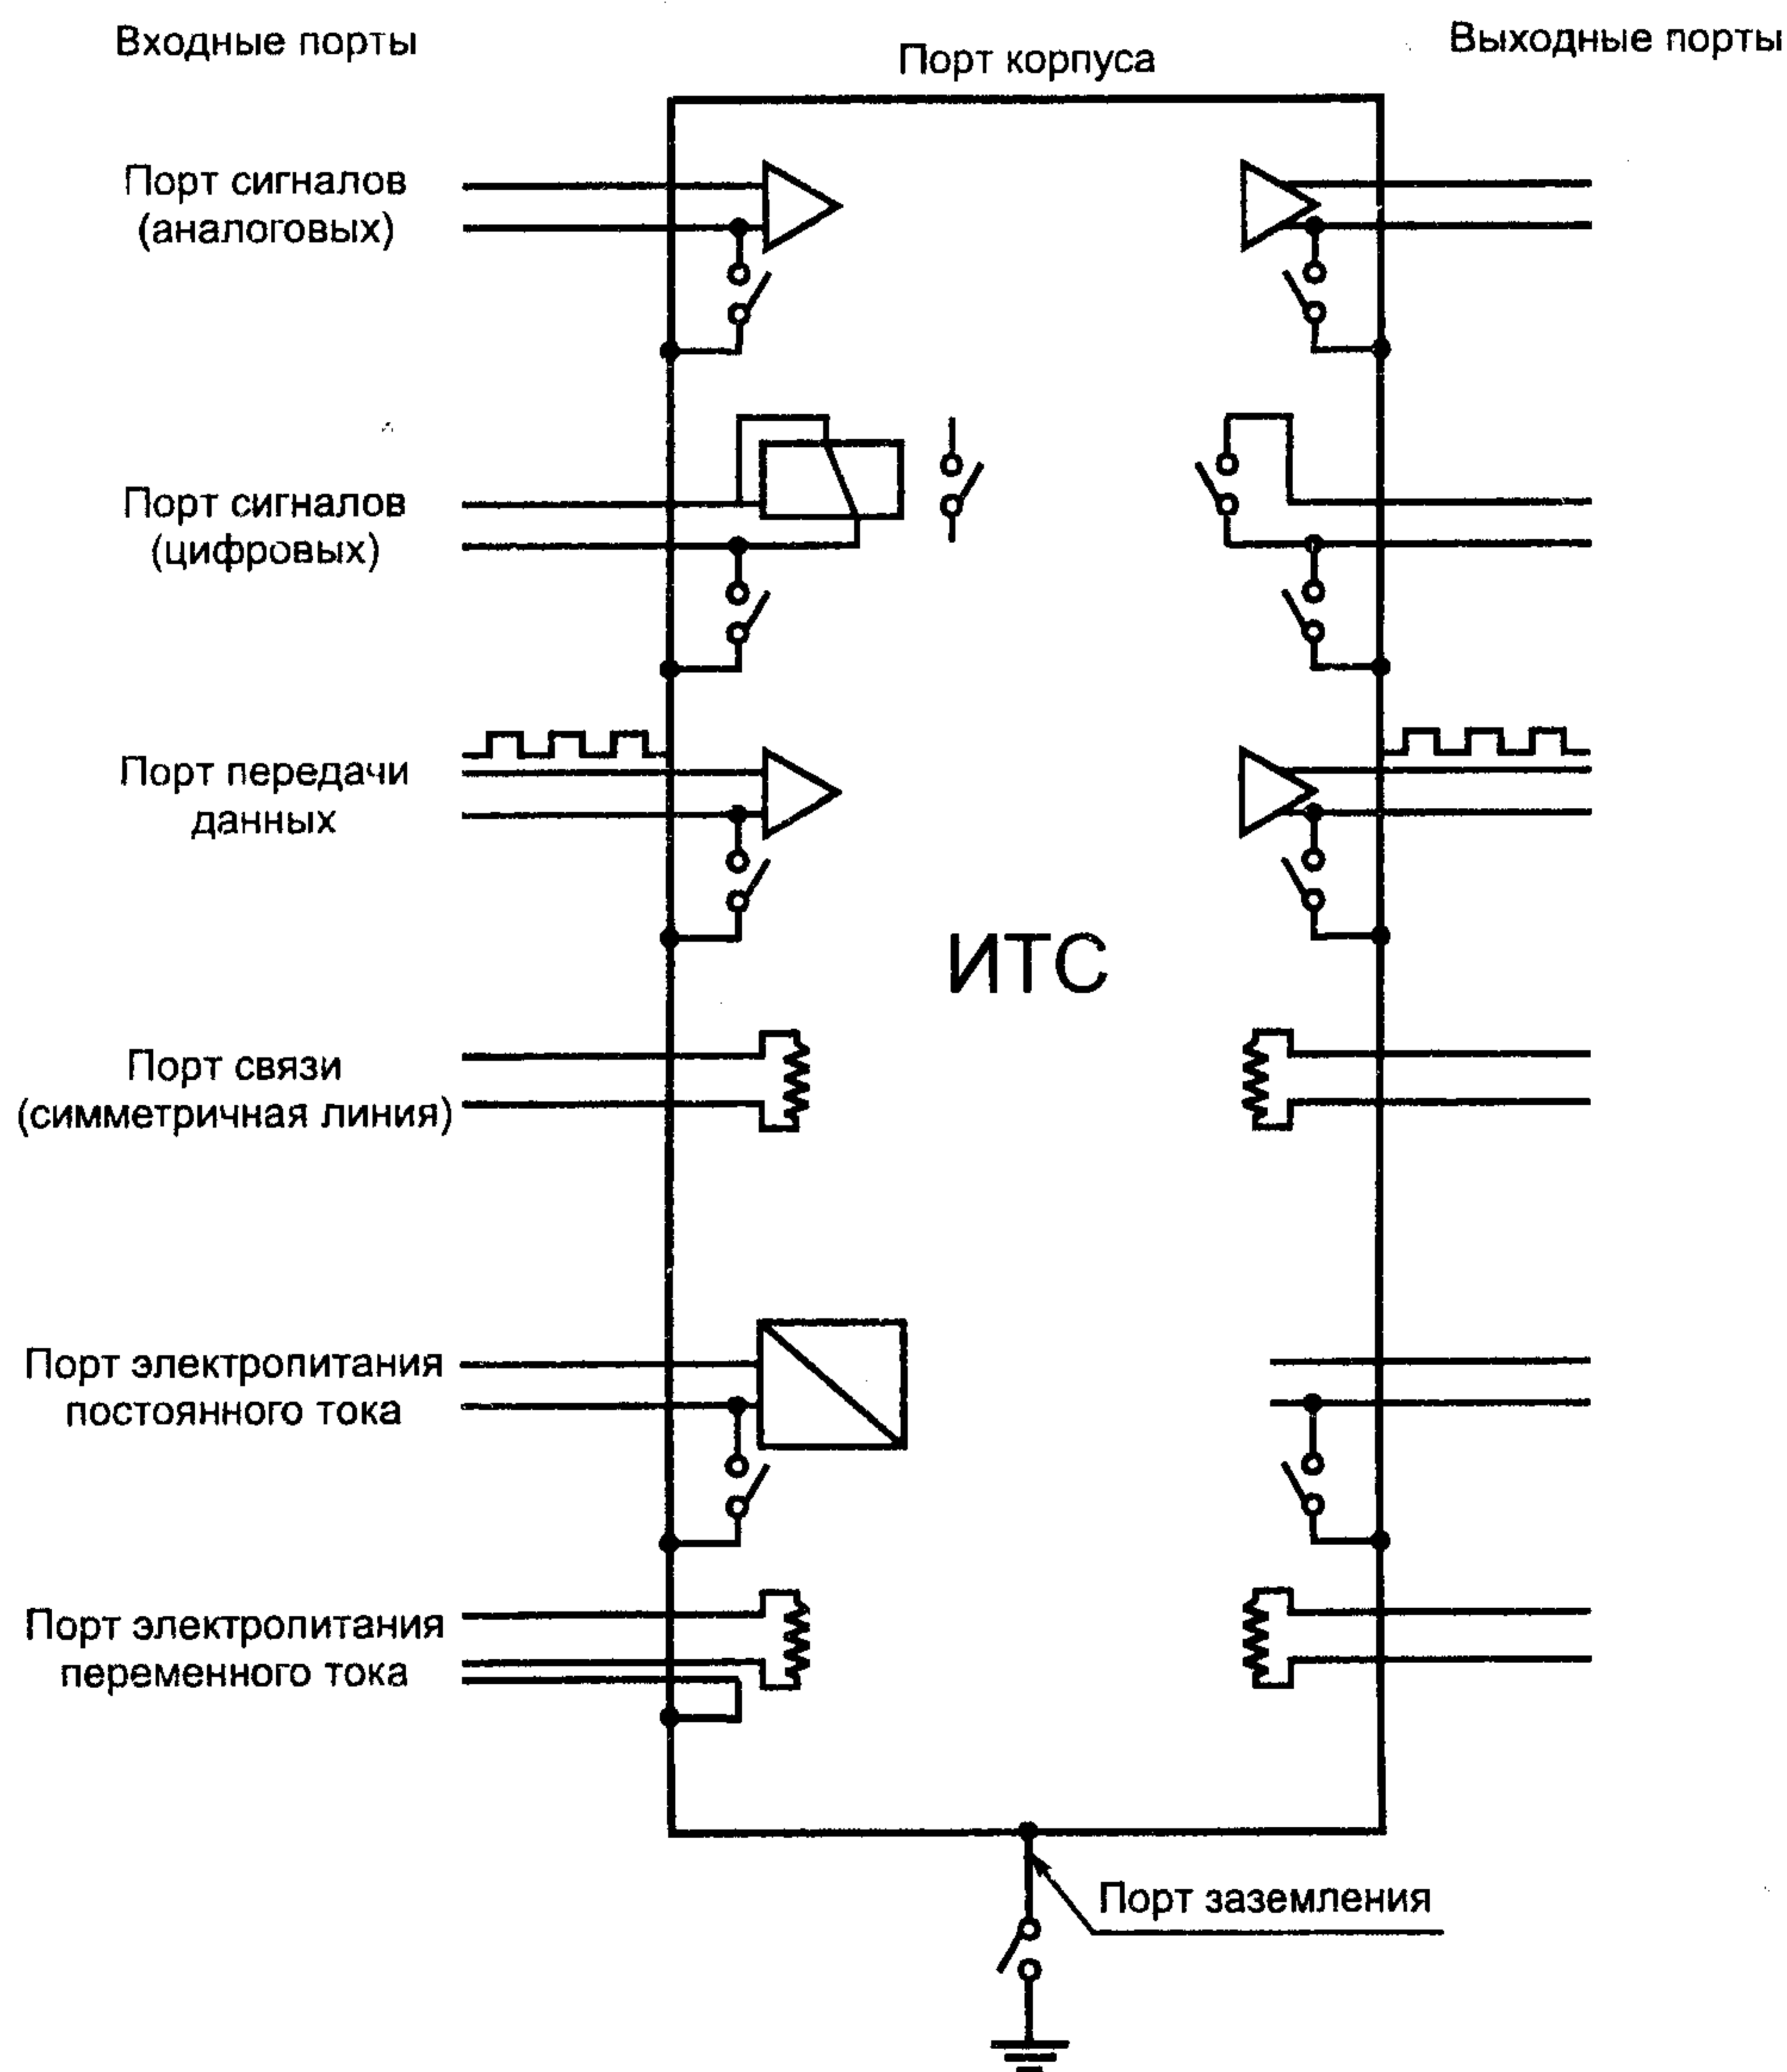 Входные порты
Порт корпуса
Выходные порты
Порт сигналов
(аналоговых)
Порт сигналов
(цифровых)
Порт передачи
данных
ИТС
Порт связи
(симметричная линия)
Порт электропитания
постоянного тока
Порт электропитания
переменного тока
Порт заземления